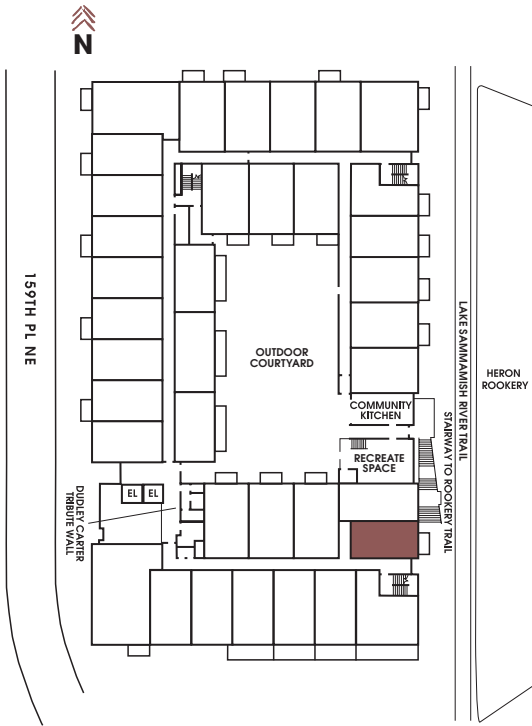 N
159TH PL NE
OUTDOOR
COURTYARD
COMMUNITY
KITCHEN
RECREATE
SPACE
LAKE SAMMAMISH RIVER TRAIL
STAIRWAY TO ROOKERY TRAIL
HERON
ROOKERY
EL
EL
DUDLEY CARTER
TRIBUTE WALL